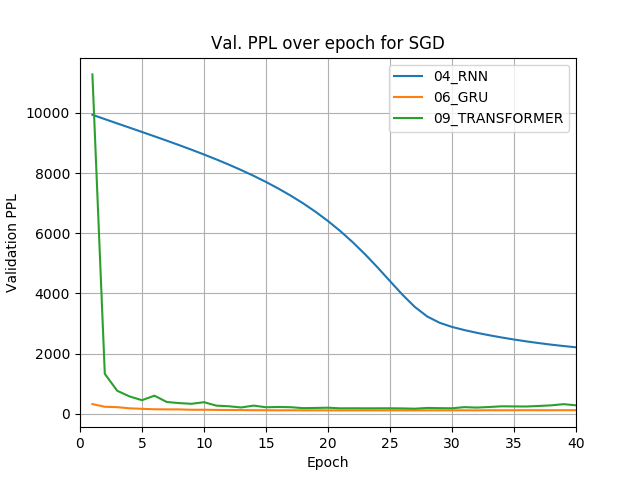 Val. PPL over epoch for SGD
04_RNN
06_GRU
09_TRANSFORMER
Validation PPL
10000
8000
6000
4000
2000
0
0 5 10 15 20 25 30 35 40
Epoch